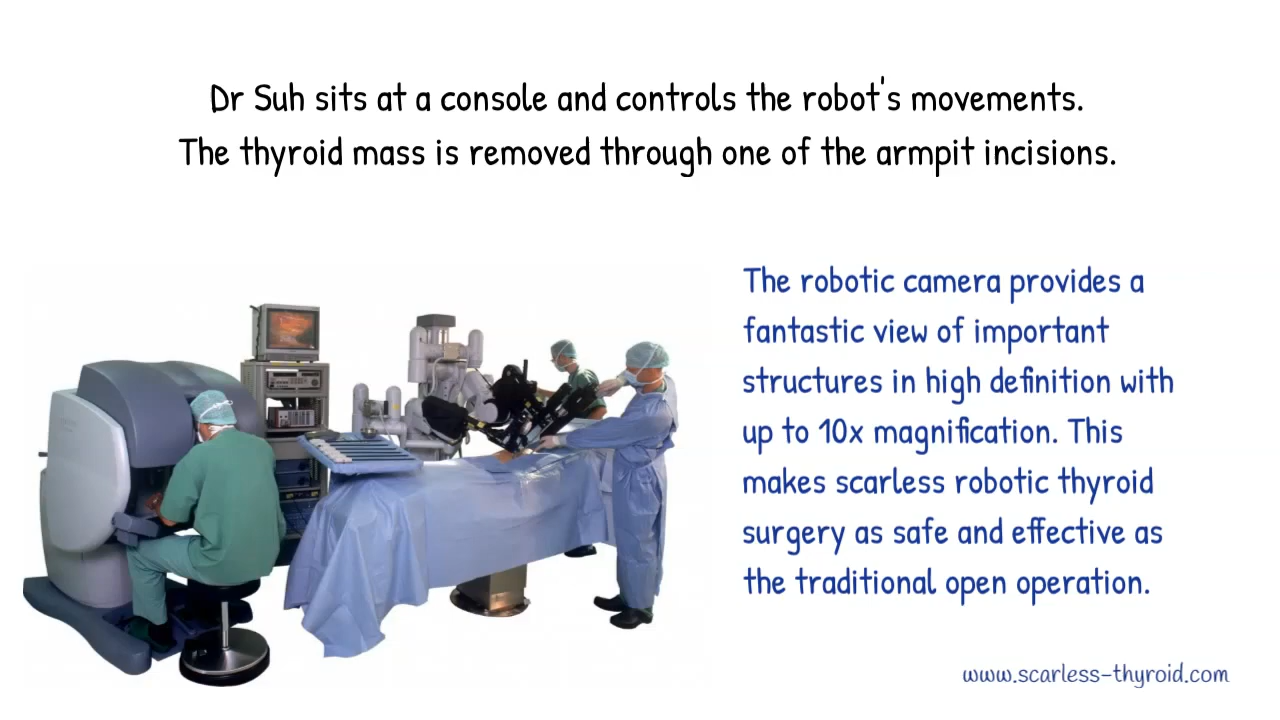 Dr Suh sits at a console and controls the robot's movements.
The thyroid mass is removed through one of the armpit incisions.
The robotic camera provides a
fantastic view of important
structures in high definition with
up to 10x magnification. This
makes scarless robotic thyroid
surgery as safe and effective as
the traditional open operation.
www.scarless-thyroid.com